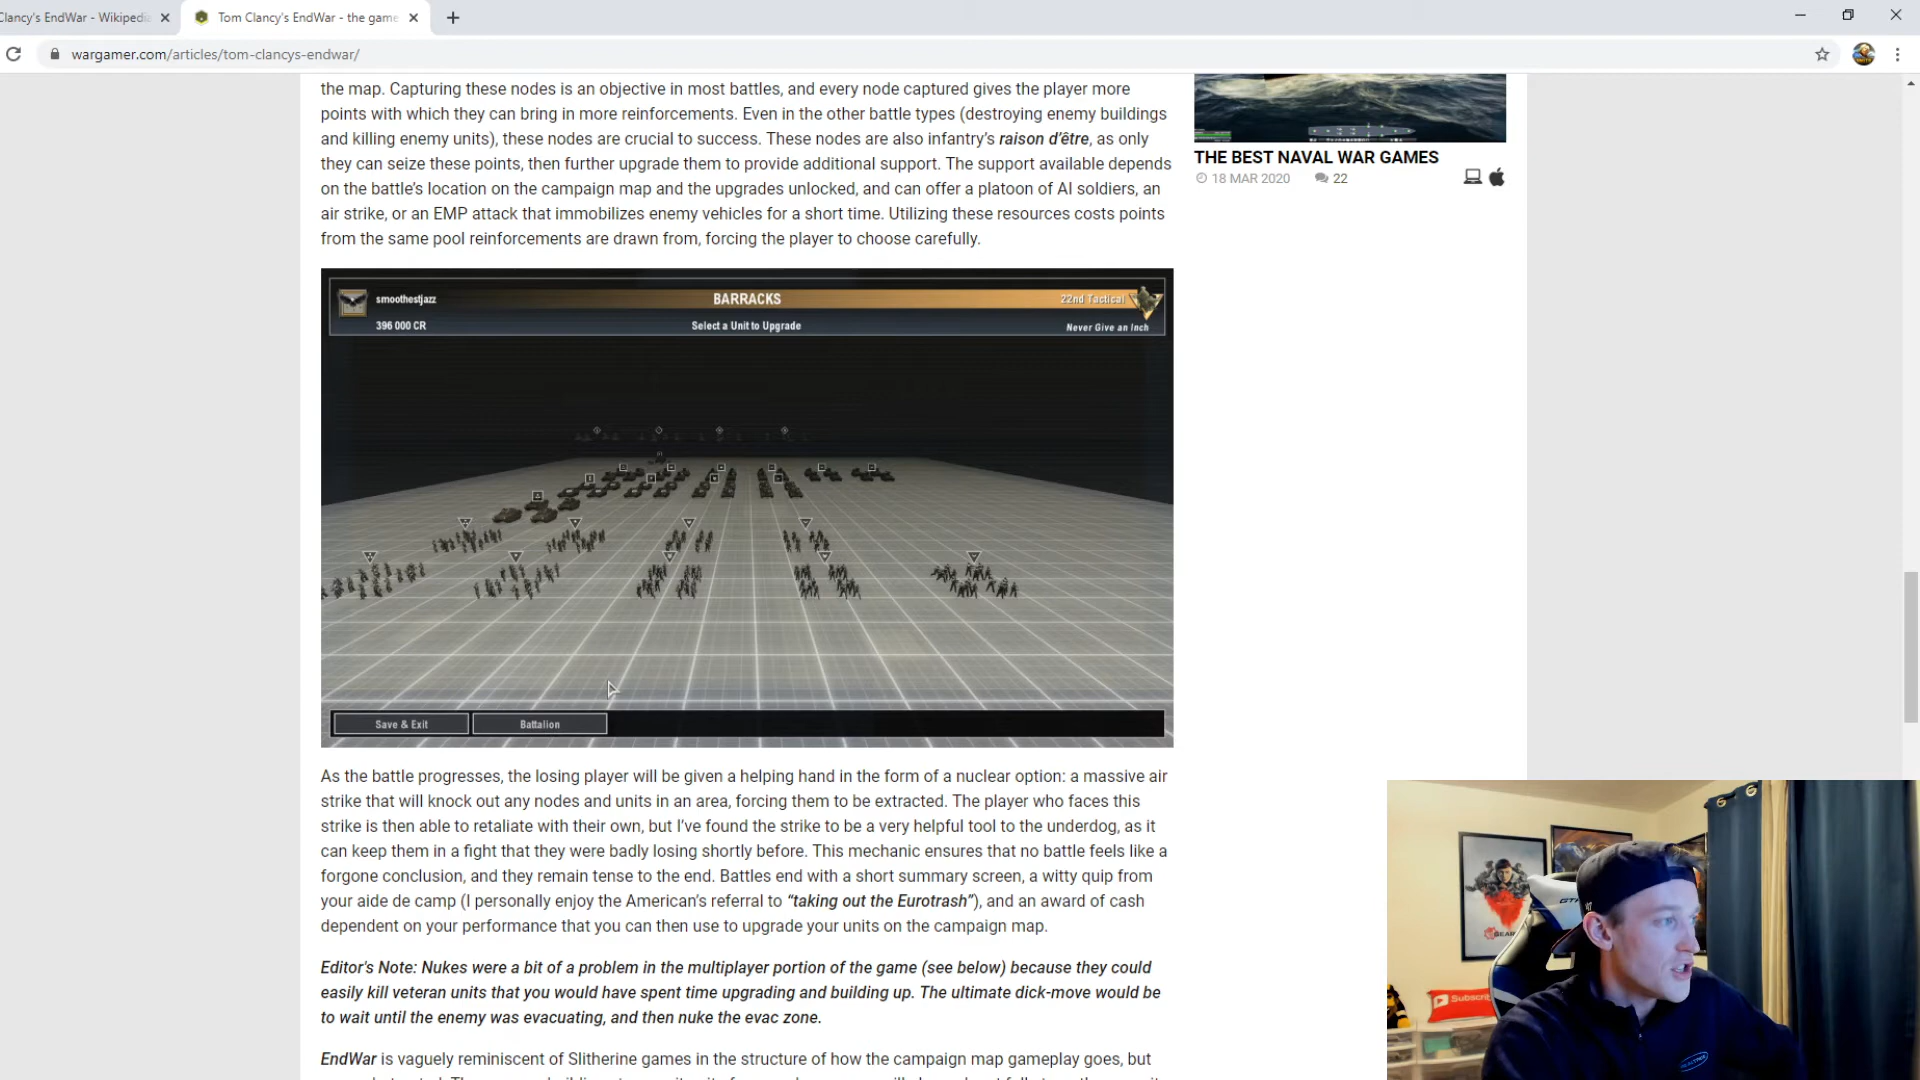 Clancy's EndWar - Wikipedi
Tom Clancy's EndWar - the game
wargamer.com/articles/tom-clancys-endwar/
the map. Capturing these nodes is an objective in most battles, and every node captured gives the player more
points with which they can bring in more reinforcements. Even in the other battle types (destroying enemy buildings
and killing enemy units), these nodes are crucial to success. These nodes are also infantry's raison d'être, as only
they can seize these points, then further upgrade them to provide additional support. The support available depends
on the battle's location on the campaign map and the upgrades unlocked, and can offer a platoon of AI soldiers, an
air strike, or an EMP attack that immobilizes enemy vehicles for a short time. Utilizing these resources costs points
from the same pool reinforcements are drawn from, forcing the player to choose carefully.
THE BEST NAVAL WAR GAMES
18 MAR 2020 22
smoothestjazz BARRACKS 22nd Tactical
396 000 CR Select a Unit to Upgrade Never Give an Inch
Save & Exit Battalion
As the battle progresses, the losing player will be given a helping hand in the form of a nuclear option: a massive air
strike that will knock out any nodes and units in an area, forcing them to be extracted. The player who faces this
strike is then able to retaliate with their own, but I've found the strike to be a very helpful tool to the underdog, as it
can keep them in a fight that they were badly losing shortly before. This mechanic ensures that no battle feels like a
forgone conclusion, and they remain tense to the end. Battles end with a short summary screen, a witty quip from
your aide de camp (I personally enjoy the American's referral to "taking out the Eurotrash"), and an award of cash
dependent on your performance that you can then use to upgrade your units on the campaign map.
Editor's Note: Nukes were a bit of a problem in the multiplayer portion of the game (see below) because they could
easily kill veteran units that you would have spent time upgrading and building up. The ultimate dick-move would be
to wait until the enemy was evacuating, and then nuke the evac zone.
EndWar is vaguely reminiscent of Slitherine games in the structure of how the campaign map gameplay goes, but
GEAR
Subscri